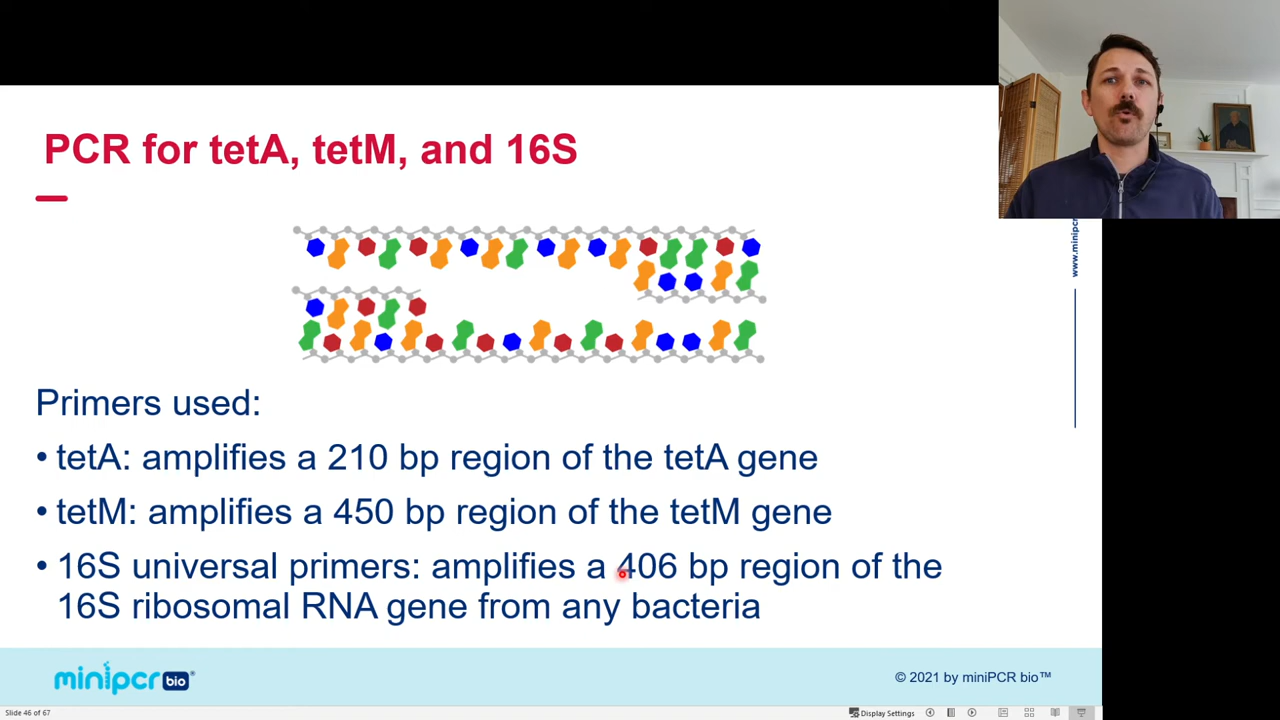 PCR for tetA, tetM, and 16S
www.minipcr
Primers used:
• tetA: amplifies a 210 bp region of the tetA gene
• tetM: amplifies a 450 bp region of the tetM gene
• 16S universal primers: amplifies a 406 bp region of the
16S ribosomal RNA gene from any bacteria
minipcr bio®
© 2021 by miniPCR bio™
Slide 46 of 67
Display Settings